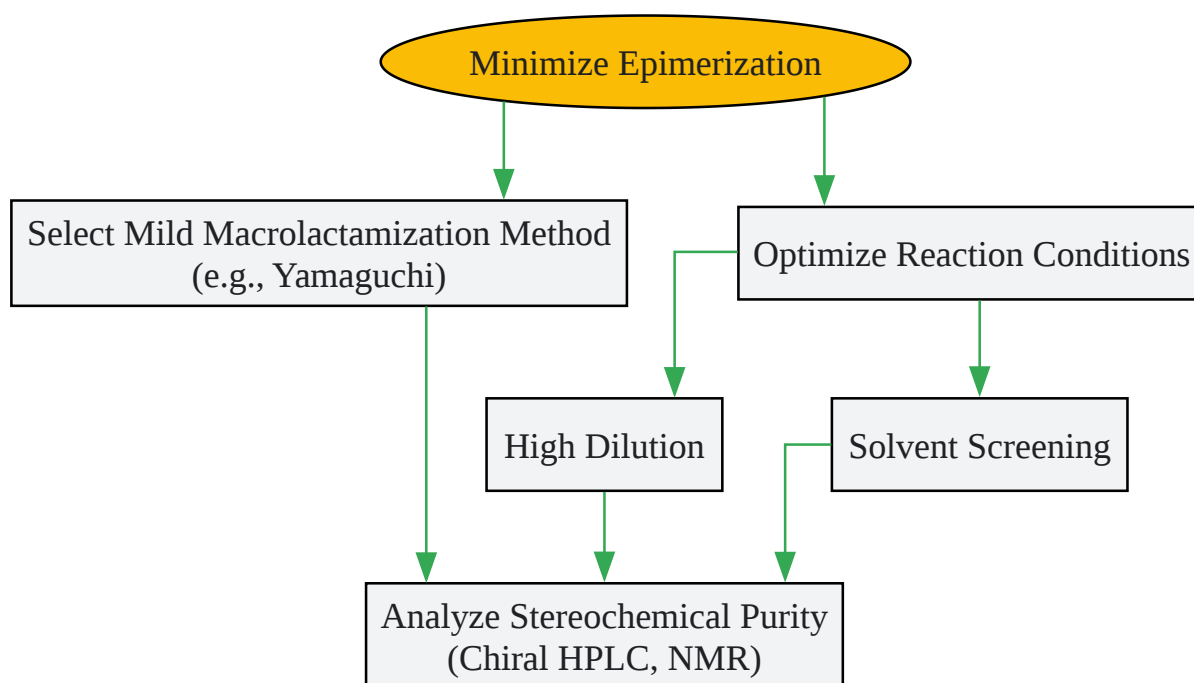 Minimize Epimerization
Select Mild Macrolactamization Method
(e.g., Yamaguchi)
Optimize Reaction Conditions
High Dilution
Solvent Screening
Analyze Stereochemical Purity
(Chiral HPLC, NMR)